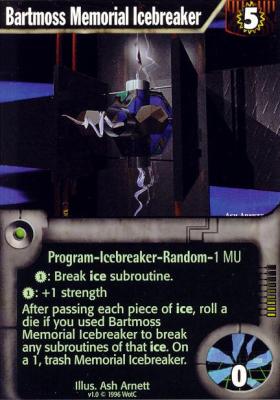 Bartmoss Memorial Icebreaker
5
Ash Arnett
Program-Icebreaker-Random-1 MU
1: Break ice subroutine.
1: +1 strength
After passing each piece of ice, roll a
die if you used Bartmoss
Memorial Icebreaker to break
any subroutines of that ice. On
a 1, trash Memorial Icebreaker.
0
Illus. Ash Arnett
v1.0 © 1996 WotC